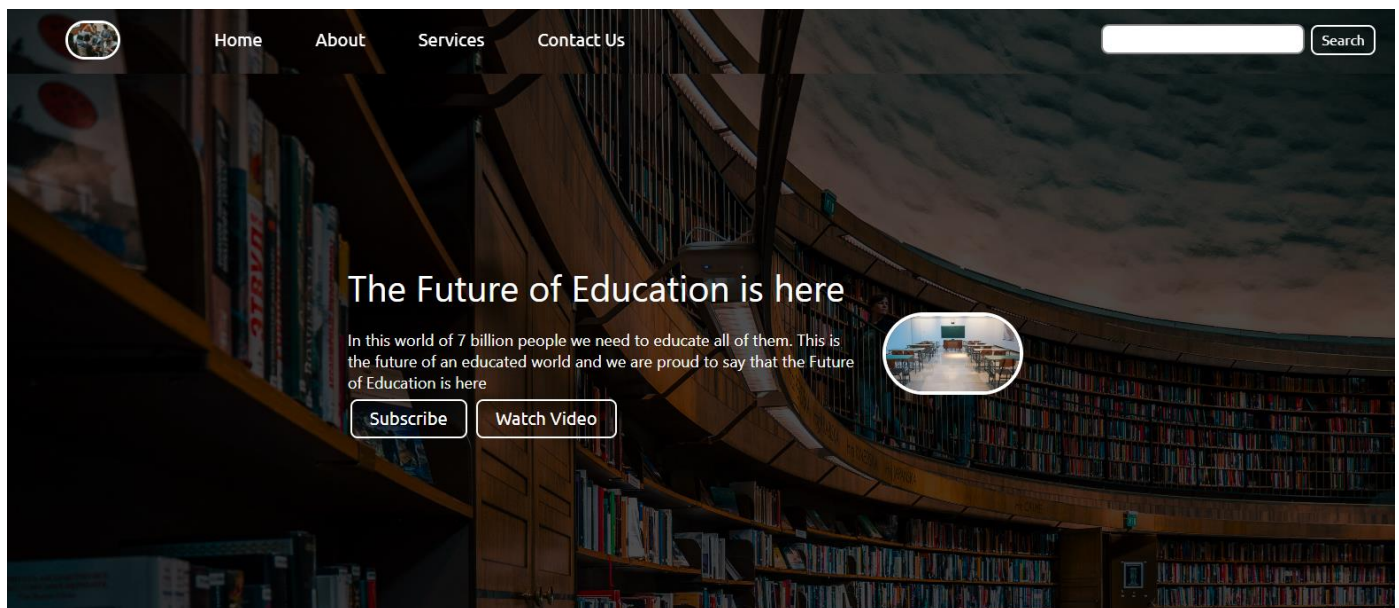 Home About Services Contact Us Search
The Future of Education is here
In this world of 7 billion people we need to educate all of them. This is
the future of an educated world and we are proud to say that the Future
of Education is here
Subscribe Watch Video